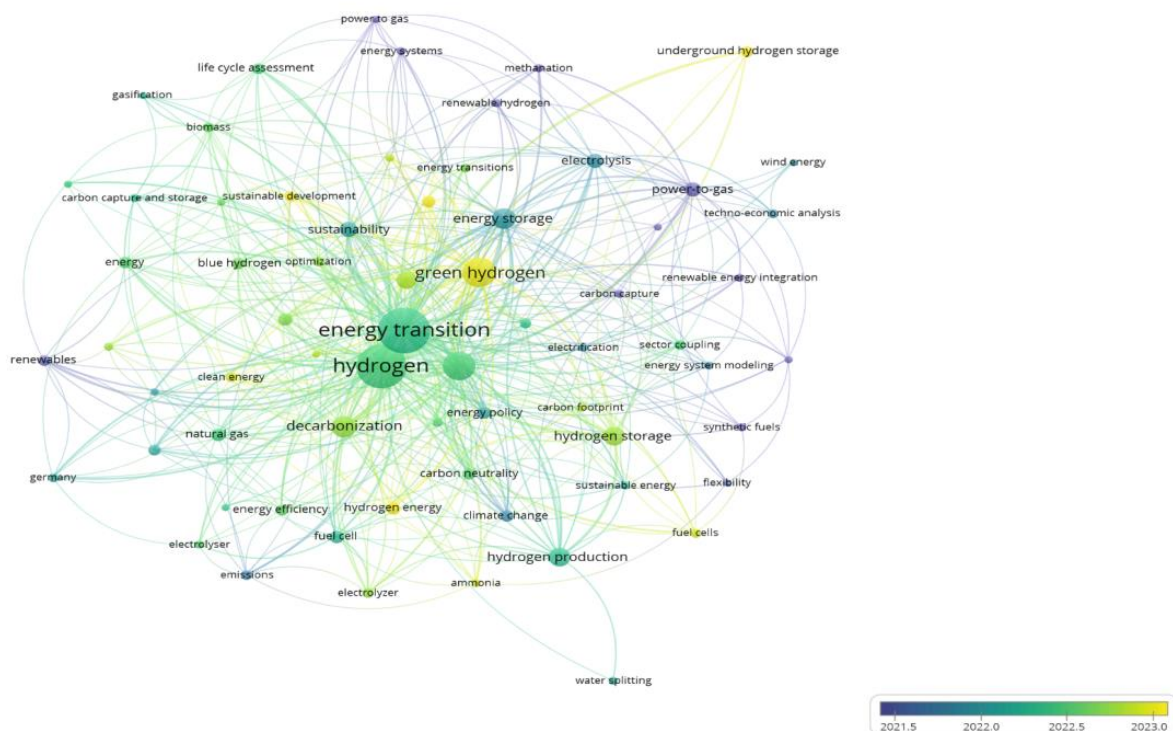 power-to gas
energy systems
underground hydrogen storage
life cycle assessment
methanation
gasification
renewable hydrogen
biomass
electrolysis
wind energy
energy transitions
power-to-gas
carbon capture and storage
sustainable development
techno-economic analysis
energy storage
sustainability
energy
blue hydrogen
optimization
green hydrogen
renewable energy integration
carbon capture
energy transition
electrification
sector coupling
renewables
hydrogen
energy system modeling
clean energy
carbon footprint
energy policy
decarbonization
synthetic fuels
natural gas
hydrogen storage
carbon neutrality
germany
sustainable energy
flexibility
energy efficiency
hydrogen energy
climate change
fuel cell
fuel cells
electrolyser
hydrogen production
emissions
ammonia
electrolyzer
water splitting
2021.5 2022.0 2022.5 2023.0